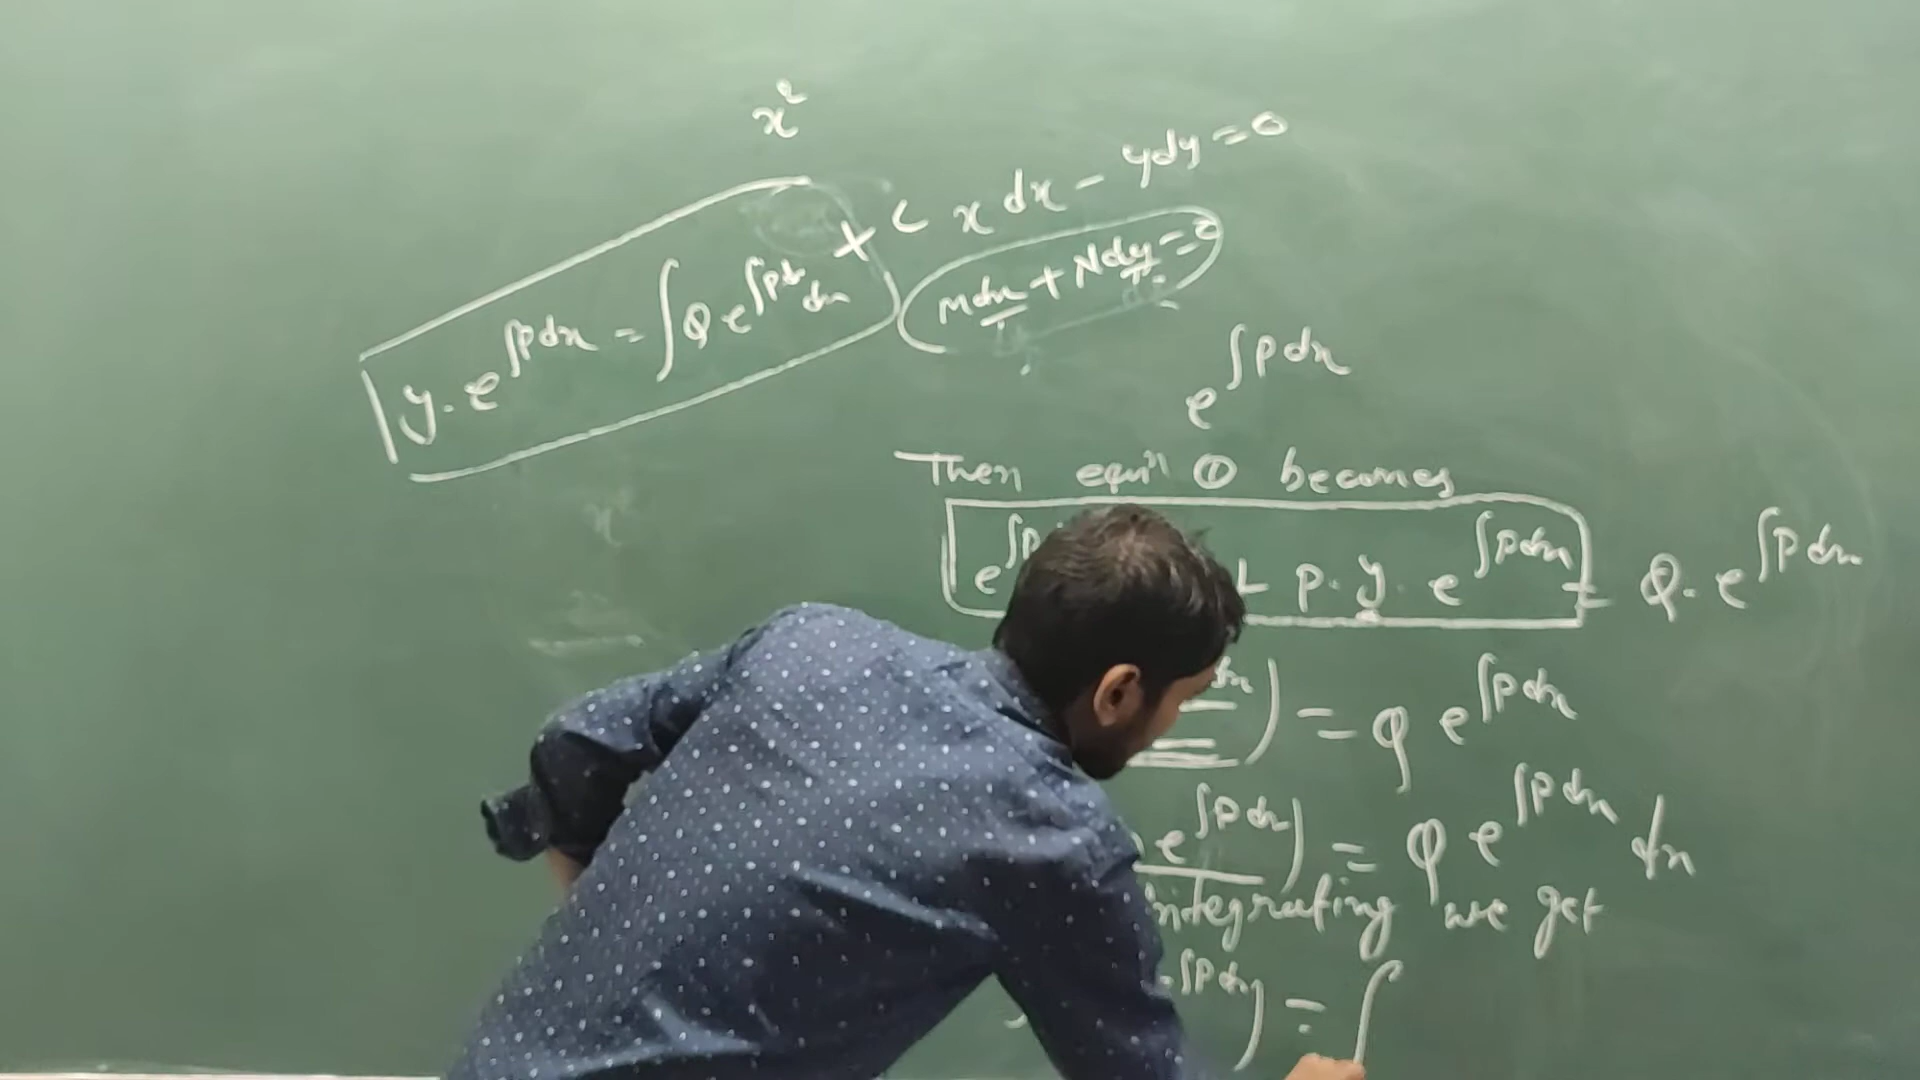 x²
x dx - ydy = 0
y. e^∫Pdx = ∫Q e^∫Pdx dx + c
Mdx + Ndy = 0
e^∫Pdx
Then equn ① becomes
+ P. y. e^∫Pdx = Q. e^∫Pdx
dx) = Q e^∫Pdx
e^∫Pdx) = Q e^∫Pdx dx
integrating we get
∫Pdx) = ∫